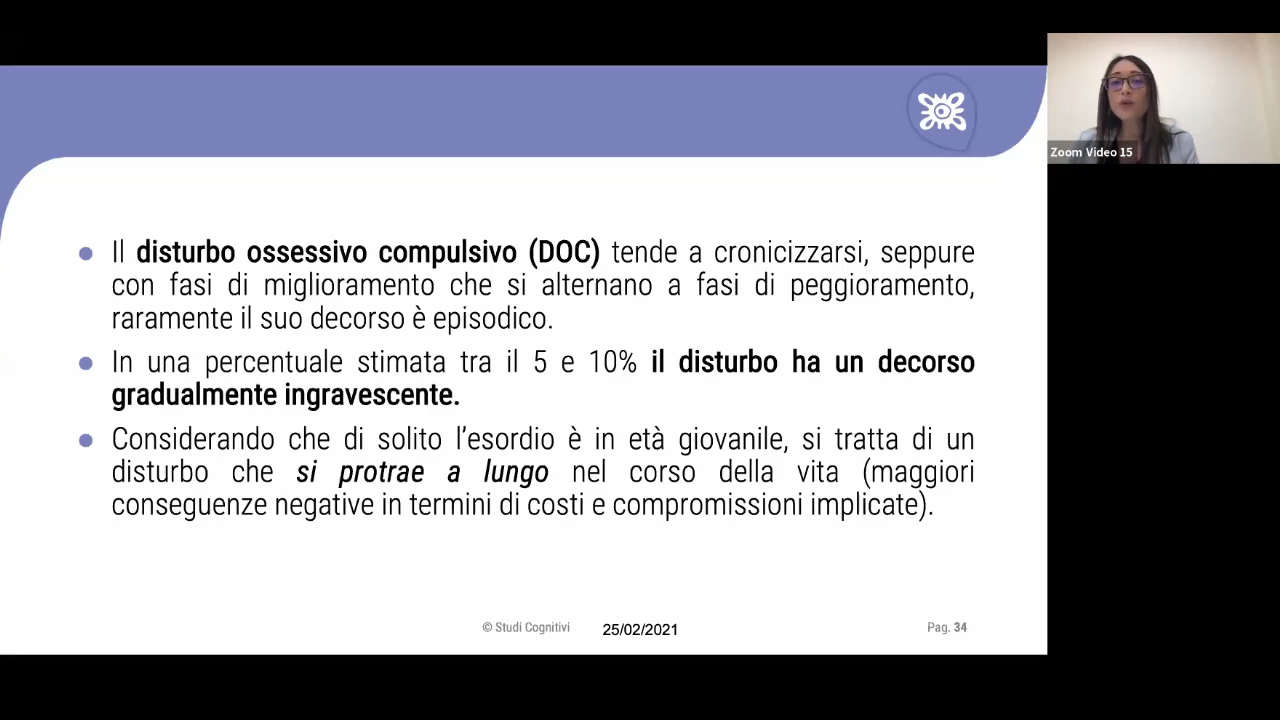 Zoom Video 15
Il disturbo ossessivo compulsivo (DOC) tende a cronicizzarsi, seppure
con fasi di miglioramento che si alternano a fasi di peggioramento,
raramente il suo decorso è episodico.
In una percentuale stimata tra il 5 e 10% il disturbo ha un decorso
gradualmente ingravescente.
Considerando che di solito l’esordio è in età giovanile, si tratta di un
disturbo che si protrae a lungo nel corso della vita (maggiori
conseguenze negative in termini di costi e compromissioni implicate).
© Studi Cognitivi 25/02/2021 Pag. 34